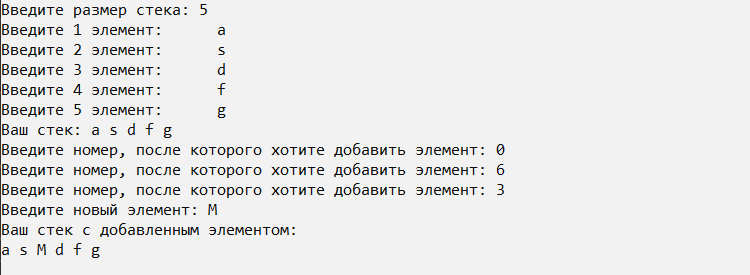 Введите размер стека: 5
Введите 1 элемент: a
Введите 2 элемент: s
Введите 3 элемент: d
Введите 4 элемент: f
Введите 5 элемент: g
Ваш стек: a s d f g
Введите номер, после которого хотите добавить элемент: 0
Введите номер, после которого хотите добавить элемент: 6
Введите номер, после которого хотите добавить элемент: 3
Введите новый элемент: M
Ваш стек с добавленным элементом:
a s M d f g